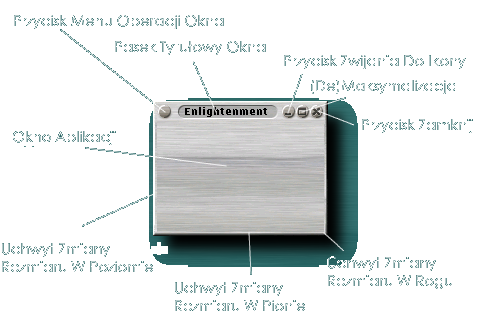 Przycisk Menu Operacji Okna
Pasek Tytułowy Okna
Przycisk Zwijania Do Ikony
(De)Maksymalizacja
Enlightenment
Przycisk Zamknij
Okno Aplikacji
Uchwyt Zmiany
Rozmiaru W Poziomie
Uchwyt Zmiany
Rozmiaru W Rogu
Uchwyt Zmiany
Rozmiaru W Pionie